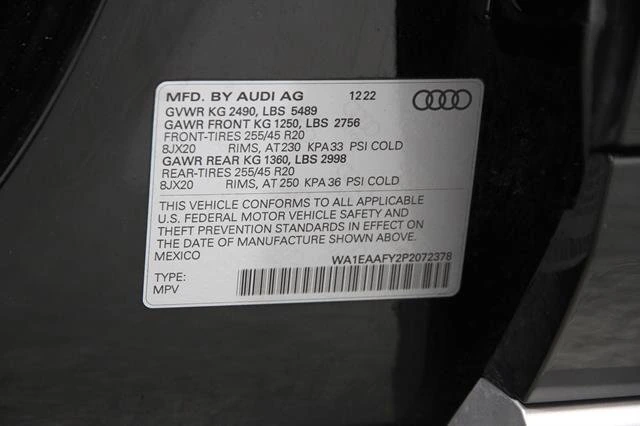 MFD. BY AUDI AG 12 22
GVWR KG 2490, LBS 5489
GAWR FRONT KG 1250, LBS 2756
FRONT-TIRES 255/45 R20
8JX20 RIMS, AT 230 KPA 33 PSI COLD
GAWR REAR KG 1360, LBS 2998
REAR-TIRES 255/45 R20
8JX20 RIMS, AT 250 KPA 36 PSI COLD
THIS VEHICLE CONFORMS TO ALL APPLICABLE
U.S. FEDERAL MOTOR VEHICLE SAFETY AND
THEFT PREVENTION STANDARDS IN EFFECT ON
THE DATE OF MANUFACTURE SHOWN ABOVE.
MEXICO WA1EAAFY2P2072378
TYPE:
MPV